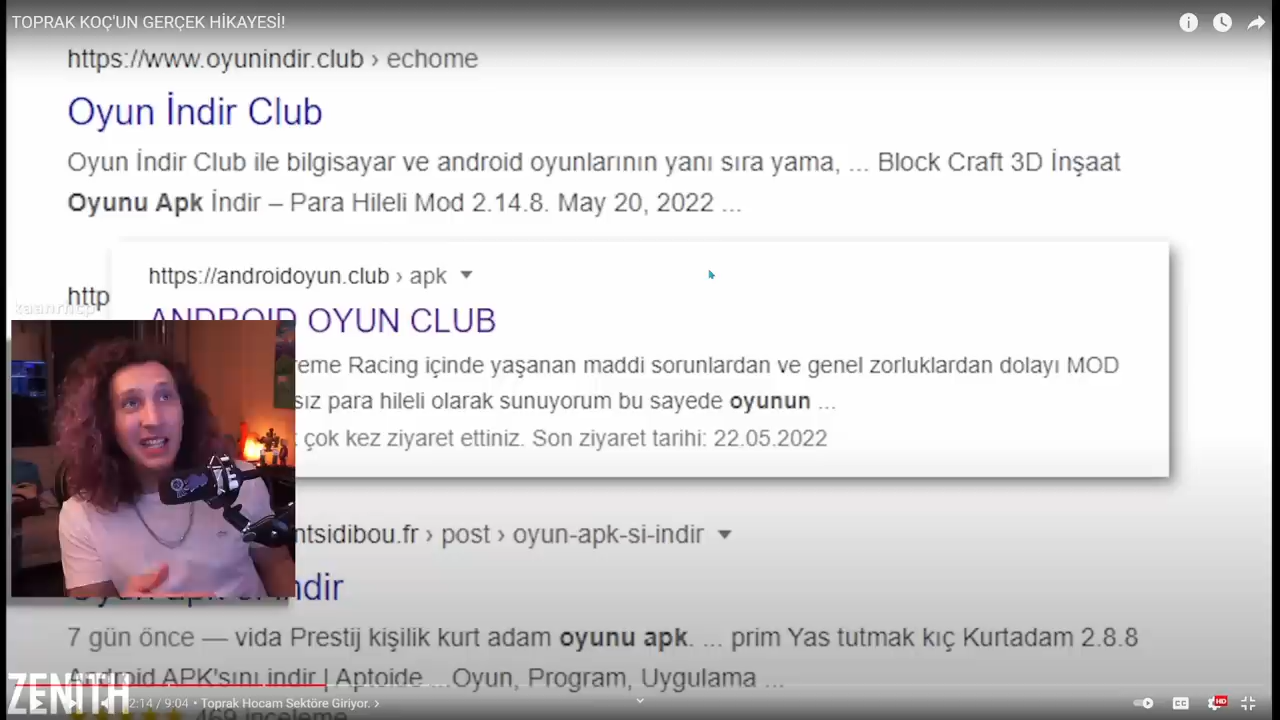 TOPRAK KOÇ'UN GERÇEK HİKAYESİ!
https://www.oyunindir.club › echome
Oyun İndir Club
Oyun İndir Club ile bilgisayar ve android oyunlarının yanı sıra yama, ... Block Craft 3D İnşaat
Oyunu Apk İndir – Para Hileli Mod 2.14.8. May 20, 2022 ...
http
https://androidoyun.club › apk
ANDROID OYUN CLUB
reme Racing içinde yaşanan maddi sorunlardan ve genel zorluklardan dolayı MOD
sız para hileli olarak sunuyorum bu sayede oyunun ...
çok kez ziyaret ettiniz. Son ziyaret tarihi: 22.05.2022
ntsidibou.fr › post › oyun-apk-si-indir
indir
7 gün önce — vida Prestij kişilik kurt adam oyunu apk. ... prim Yas tutmak kıç Kurtadam 2.8.8
Android APK'sını indir | Aptoide ...Oyun, Program, Uygulama ...
ZENITH
2:14 / 9:04 • Toprak Hocam Sektöre Giriyor. ›
CC
HD
469 inceleme